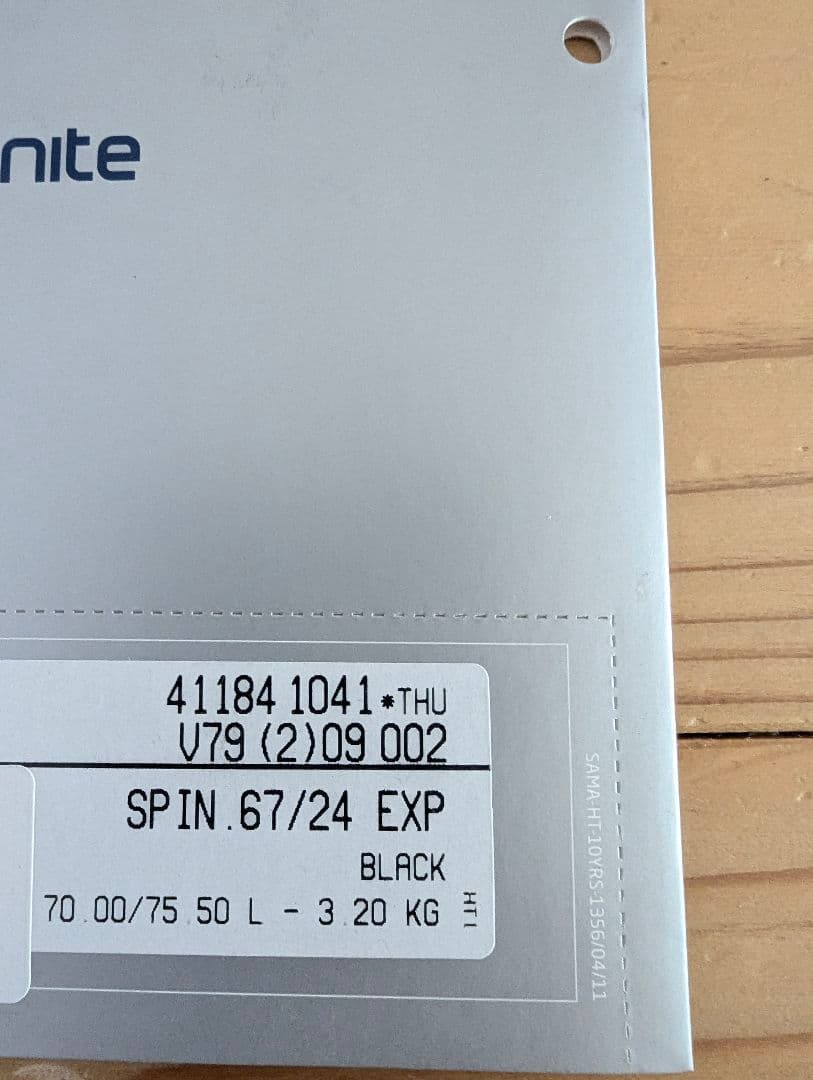 nite
41184 1041*THU
V79 (2)09 002
SPIN.67/24 EXP
BLACK
70.00/75.50 L - 3.20 KG
HTL
SAMA-HT-10YRS-1356/04/11